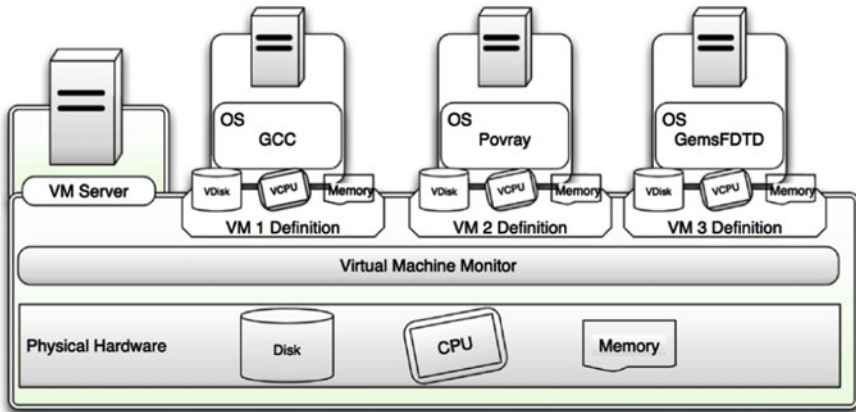 OS
GCC
OS
Povray
OS
GemsFDTD
VDisk
VCPU
Memory
VDisk
VCPU
Memory
VDisk
VCPU
Memory
VM Server
VM 1 Definition
VM 2 Definition
VM 3 Definition
Virtual Machine Monitor
Physical Hardware
Disk
CPU
Memory